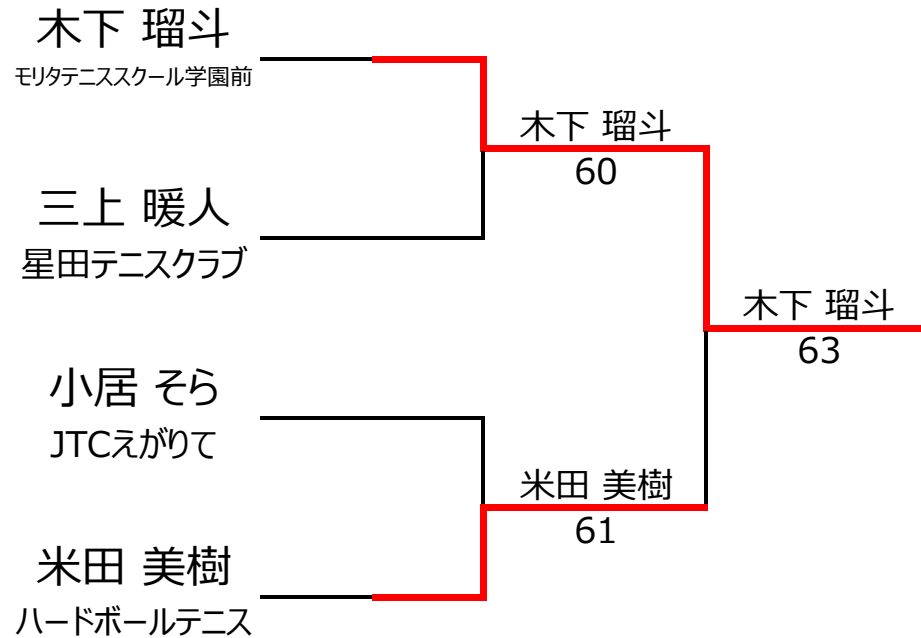 木下 瑠斗
モリタテニススクール学園前
木下 瑠斗
60
三上 暖人
星田テニスクラブ
木下 瑠斗
63
小居 そら
JTCえがりて
米田 美樹
61
米田 美樹
ハードボールテニス